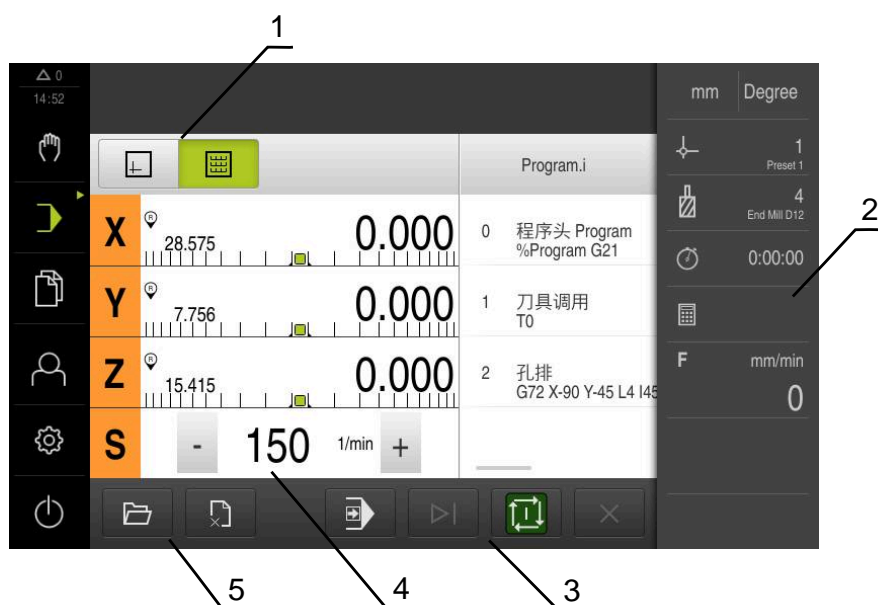 1
△ 0
14:52
mm Degree
1
Preset 1
Program.i
4
End Mill D12
2
X R 28.575 0.000
0 程序头 Program
%Program G21
0:00:00
Y R 7.756 0.000
1 刀具调用
T0
F mm/min
0
Z R 15.415 0.000
2 孔排
G72 X-90 Y-45 L4 I45
S - 150 1/min +
5
4
3